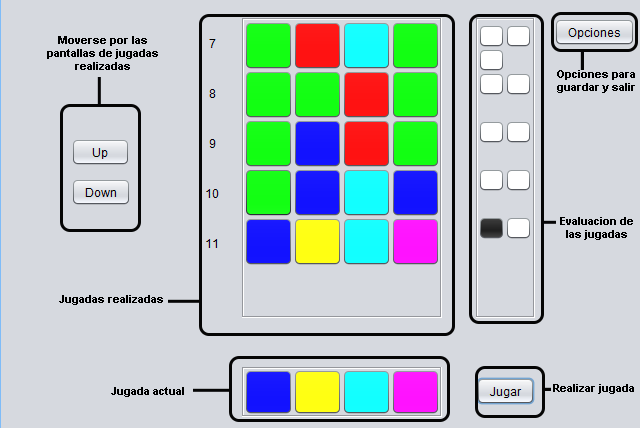 Moverse por las
pantallas de jugadas
realizadas
Up
Down
7
8
9
10
11
Jugadas realizadas
Opciones
Opciones para
guardar y salir
Evaluacion de
las jugadas
Jugada actual
Jugar
Realizar jugada